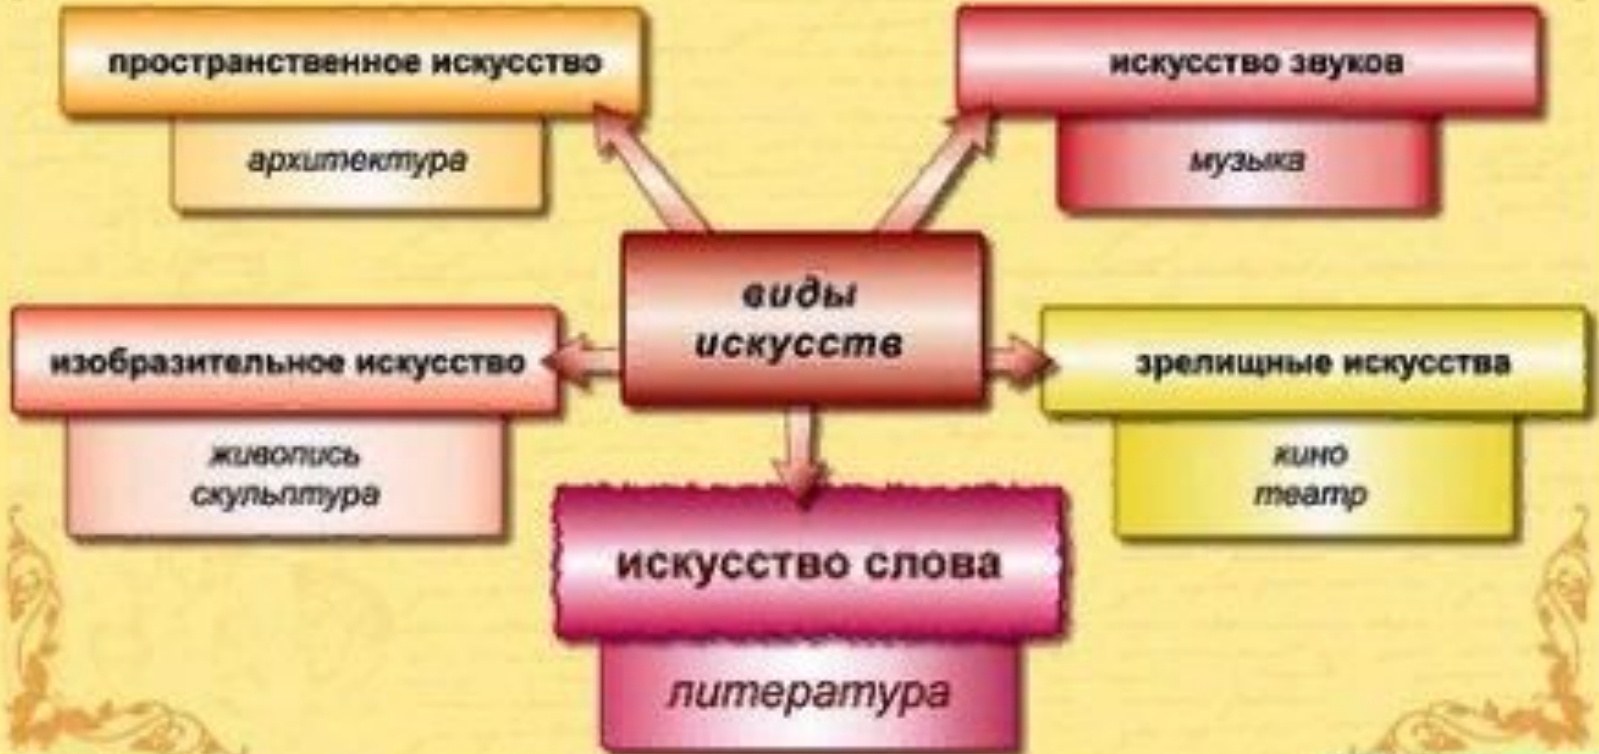 пространственное искусство
архитектура
искусство звуков
музыка
виды
искусств
изобразительное искусство
живопись
скульптура
зрелищные искусства
кино
театр
искусство слова
литература